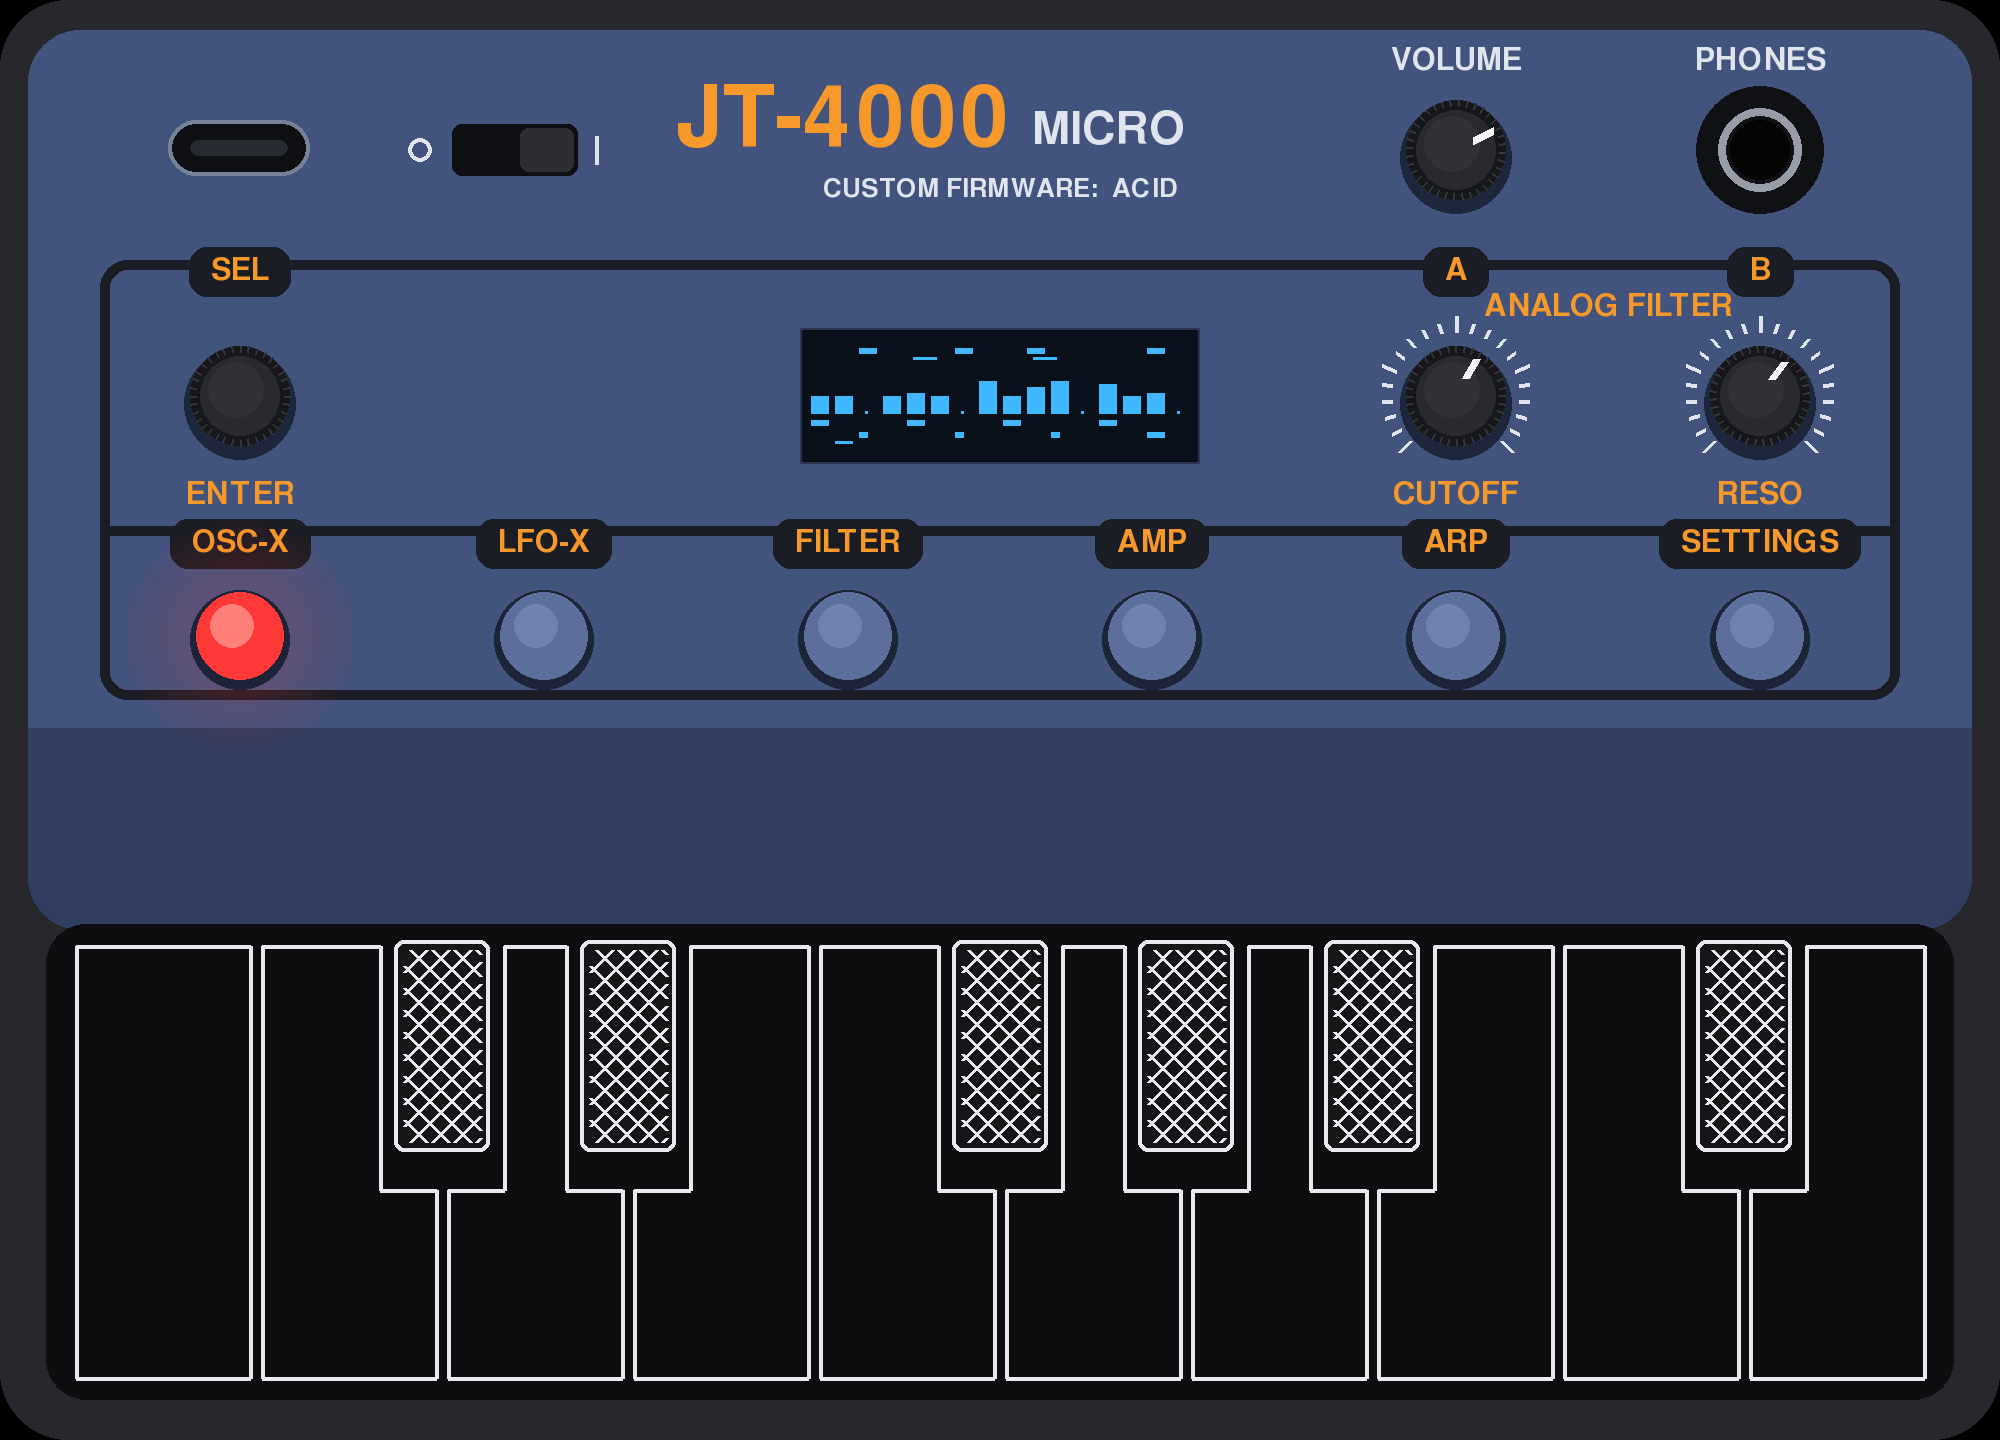 VOLUME
PHONES
JT-4000 MICRO
CUSTOM FIRMWARE: ACID
SEL
A
B
ANALOG FILTER
ENTER
CUTOFF
RESO
OSC-X
LFO-X
FILTER
AMP
ARP
SETTINGS